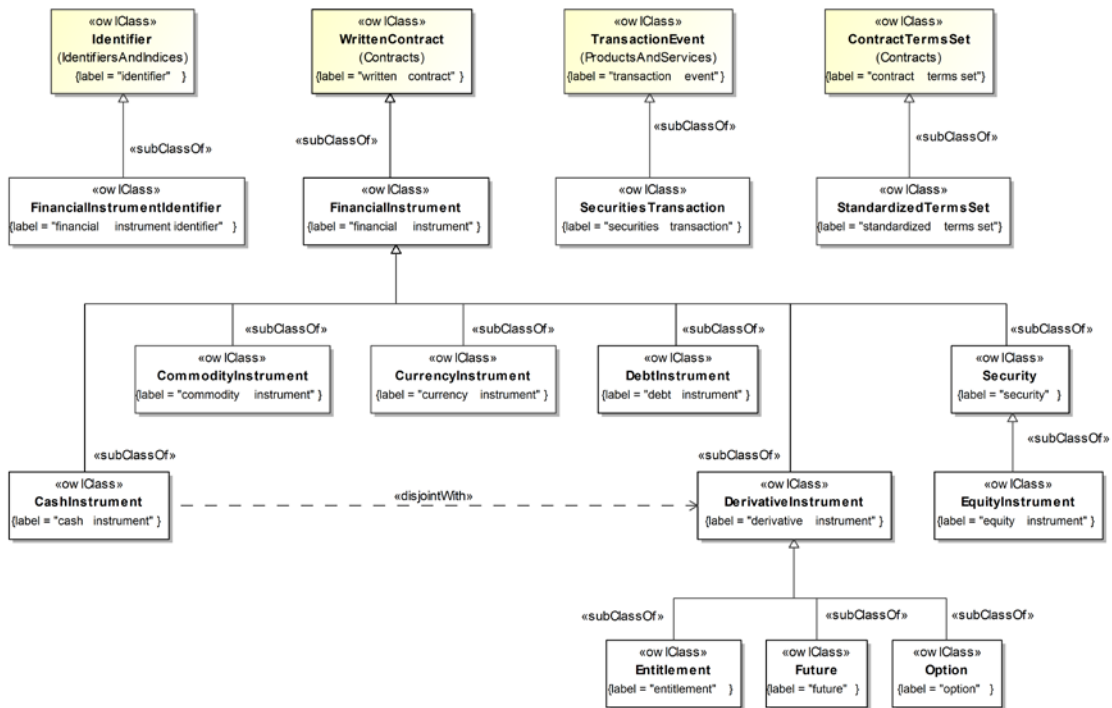 «owlClass»
Identifier
(IdentifiersAndIndices)
{label = "identifier" }
«owlClass»
WrittenContract
(Contracts)
{label = "written contract" }
«owlClass»
TransactionEvent
(ProductsAndServices)
{label = "transaction event"}
«owlClass»
ContractTermsSet
(Contracts)
{label = "contract terms set"}
«subClassOf»
«subClassOf»
«subClassOf»
«subClassOf»
«owlClass»
FinancialInstrumentIdentifier
{label = "financial instrument identifier" }
«owlClass»
FinancialInstrument
{label = "financial instrument" }
«owlClass»
SecuritiesTransaction
{label = "securities transaction" }
«owlClass»
StandardizedTermsSet
{label = "standardized terms set"}
«subClassOf»
«subClassOf»
«subClassOf»
«subClassOf»
«owlClass»
CommodityInstrument
{label = "commodity instrument" }
«owlClass»
CurrencyInstrument
{label = "currency instrument" }
«owlClass»
DebtInstrument
{label = "debt instrument" }
«owlClass»
Security
{label = "security" }
«subClassOf»
«subClassOf»
«subClassOf»
«owlClass»
CashInstrument
{label = "cash instrument" }
«disjointWith»
«owlClass»
DerivativeInstrument
{label = "derivative instrument" }
«owlClass»
EquityInstrument
{label = "equity instrument" }
«subClassOf»
«subClassOf»
«subClassOf»
«owlClass»
Entitlement
{label = "entitlement" }
«owlClass»
Future
{label = "future" }
«owlClass»
Option
{label = "option" }